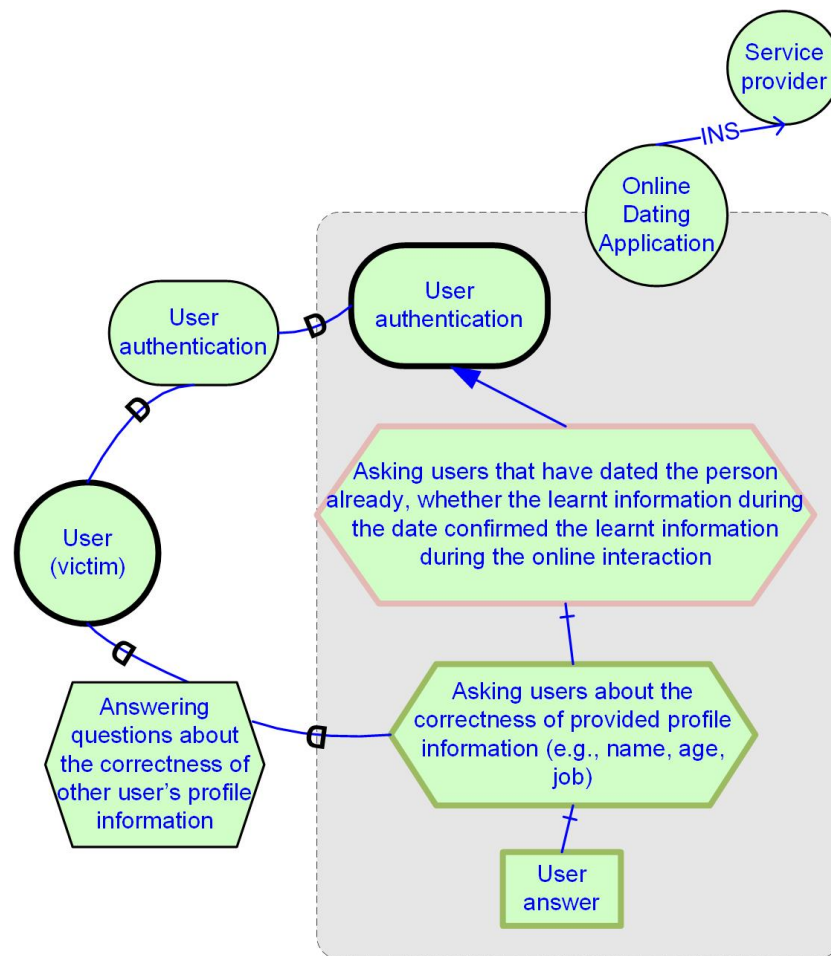 Service
provider
INS
Online
Dating
Application
User
authentication
D
User
authentication
D
User
(victim)
Asking users that have dated the person
already, whether the learnt information during
the date confirmed the learnt information
during the online interaction
D
Answering
questions about
the correctness of
other user's profile
information
D
Asking users about the
correctness of provided profile
information (e.g., name, age,
job)
User
answer